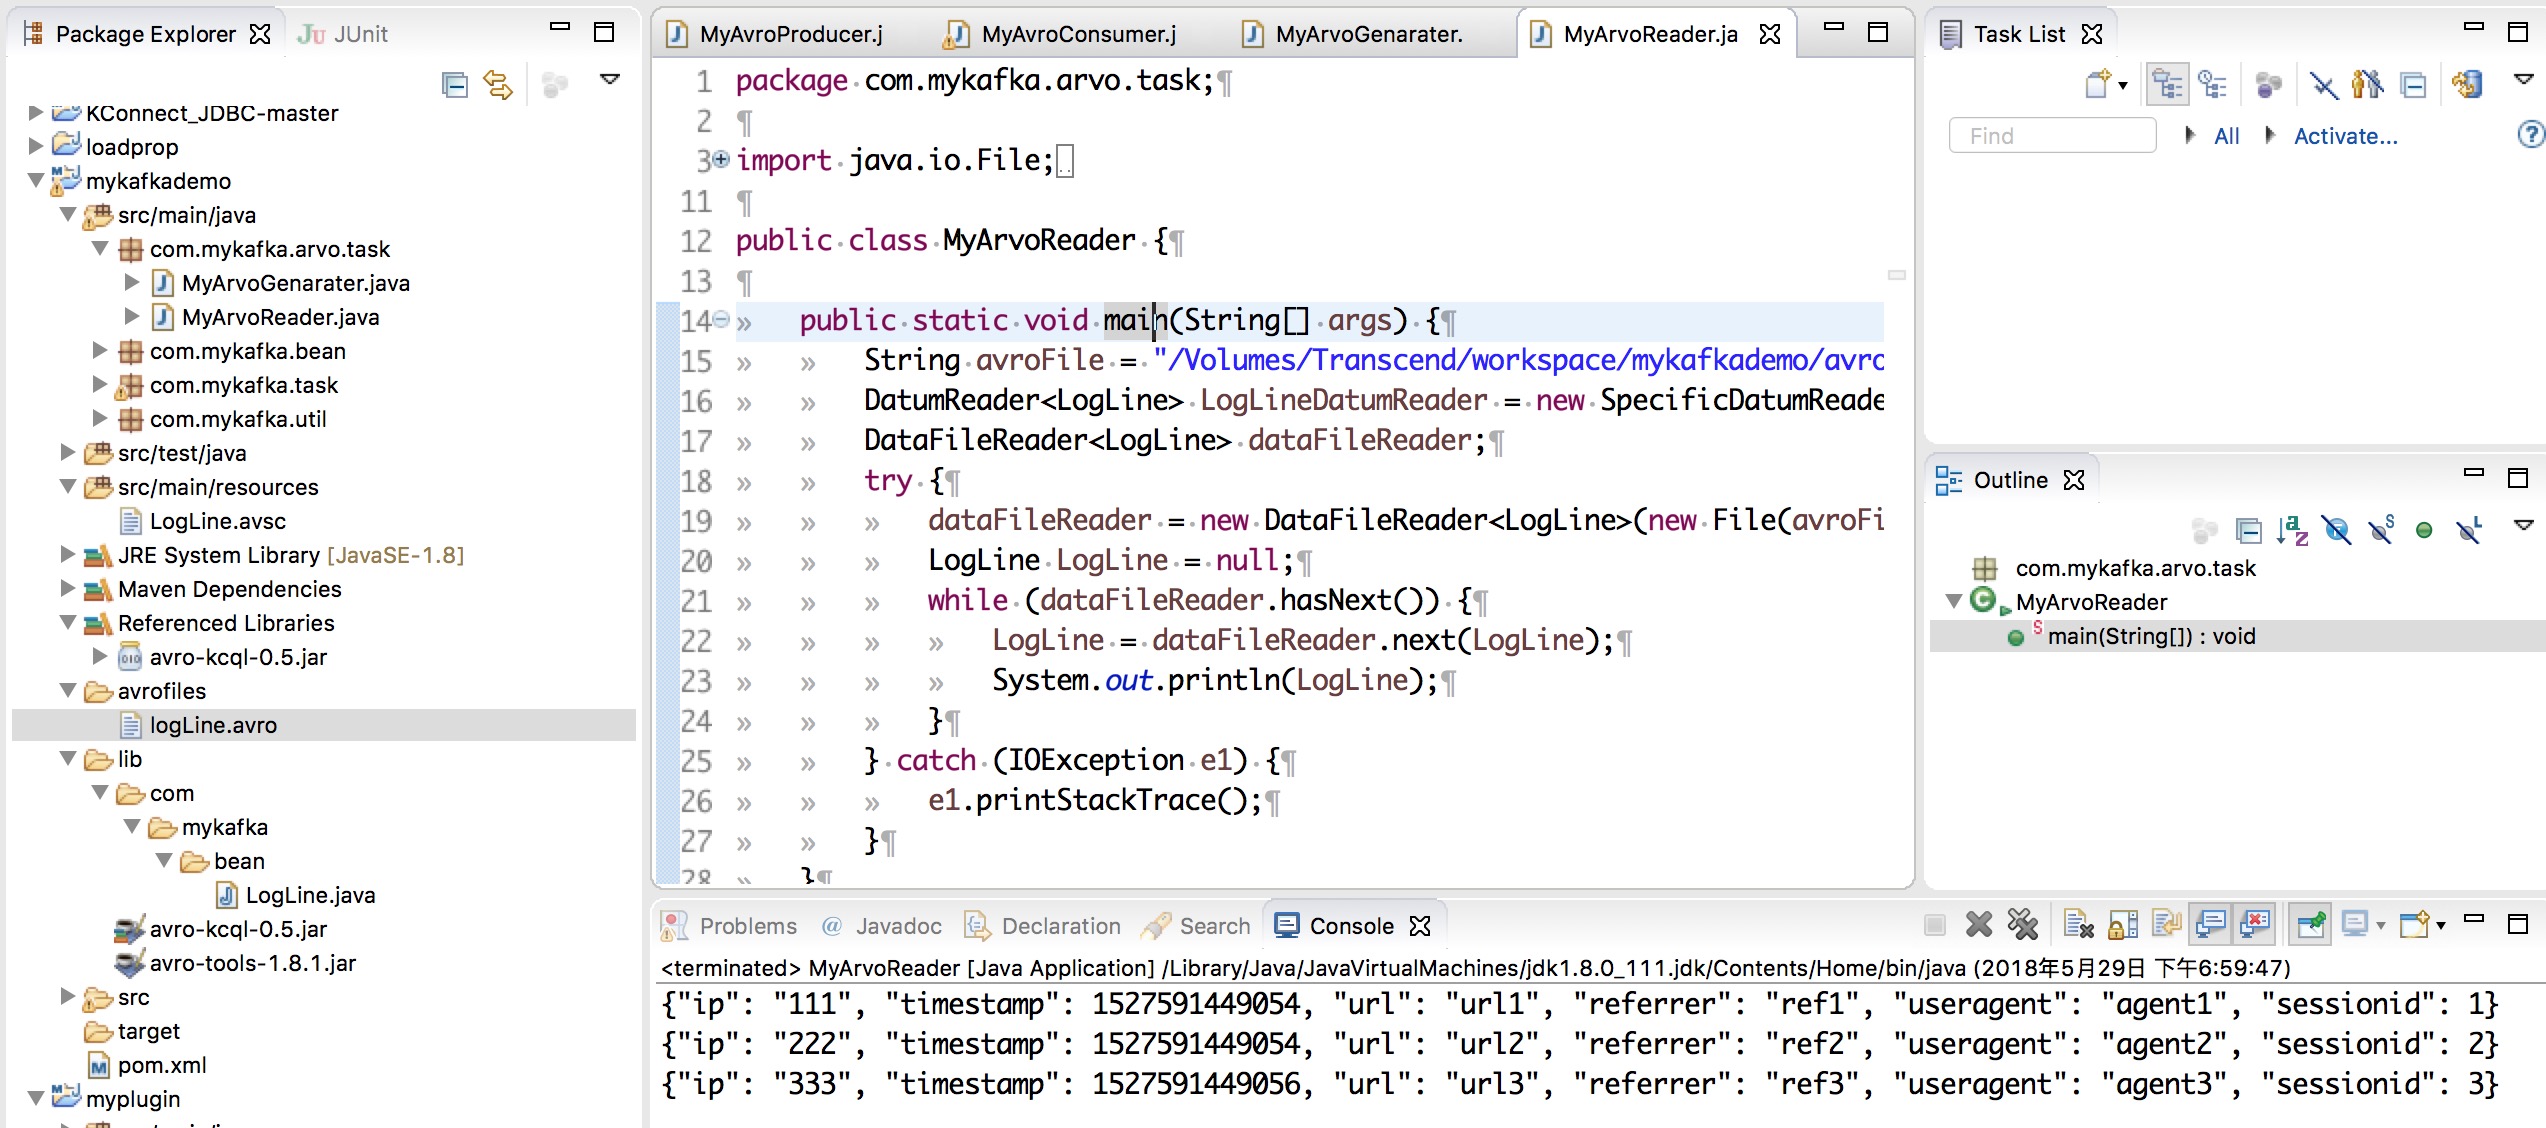 Package Explorer
JUnit
KConnect_JDBC-master
loadprop
mykafkademo
src/main/java
com.mykafka.arvo.task
MyArvoGenarater.java
MyArvoReader.java
com.mykafka.bean
com.mykafka.task
com.mykafka.util
src/test/java
src/main/resources
LogLine.avsc
JRE System Library [JavaSE-1.8]
Maven Dependencies
Referenced Libraries
avro-kcql-0.5.jar
avrofiles
logLine.avro
lib
com
mykafka
bean
LogLine.java
avro-kcql-0.5.jar
avro-tools-1.8.1.jar
src
target
pom.xml
myplugin
MyAvroProducer.j
MyAvroConsumer.j
MyArvoGenarater.
MyArvoReader.ja
1 package com.mykafka.arvo.task;¶
2 ¶
3 import java.io.File;
11 ¶
12 public class MyArvoReader {¶
13 ¶
14 » public static void main(String[] args) {¶
15 » » String avroFile = "/Volumes/Transcend/workspace/mykafkademo/avro
16 » » DatumReader<LogLine> LogLineDatumReader = new SpecificDatumReade
17 » » DataFileReader<LogLine> dataFileReader;¶
18 » » try {¶
19 » » » dataFileReader = new DataFileReader<LogLine>(new File(avroFi
20 » » » LogLine LogLine = null;¶
21 » » » while (dataFileReader.hasNext()) {¶
22 » » » » LogLine = dataFileReader.next(LogLine);¶
23 » » » » System.out.println(LogLine);¶
24 » » » }¶
25 » » } catch (IOException e1) {¶
26 » » » e1.printStackTrace();¶
27 » » }¶
28 » }¶
Task List
Find
All
Activate...
Outline
com.mykafka.arvo.task
MyArvoReader
main(String[]) : void
Problems
Javadoc
Declaration
Search
Console
<terminated> MyArvoReader [Java Application] /Library/Java/JavaVirtualMachines/jdk1.8.0_111.jdk/Contents/Home/bin/java (2018年5月29日 下午6:59:47)
{"ip": "111", "timestamp": 1527591449054, "url": "url1", "referrer": "ref1", "useragent": "agent1", "sessionid": 1}
{"ip": "222", "timestamp": 1527591449054, "url": "url2", "referrer": "ref2", "useragent": "agent2", "sessionid": 2}
{"ip": "333", "timestamp": 1527591449056, "url": "url3", "referrer": "ref3", "useragent": "agent3", "sessionid": 3}